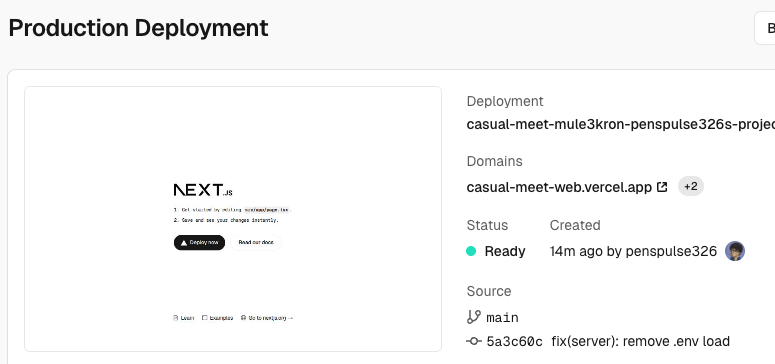 Production Deployment
B
NEXT.JS
1. Get started by editing src/app/page.tsx.
2. Save and see your changes instantly.
Deploy now Read our docs
Learn Examples Go to nextjs.org →
Deployment
casual-meet-mule3kron-penspulse326s-projec
Domains
casual-meet-web.vercel.app +2
Status Created
Ready 14m ago by penspulse326
Source
main
5a3c60c fix(server): remove .env load